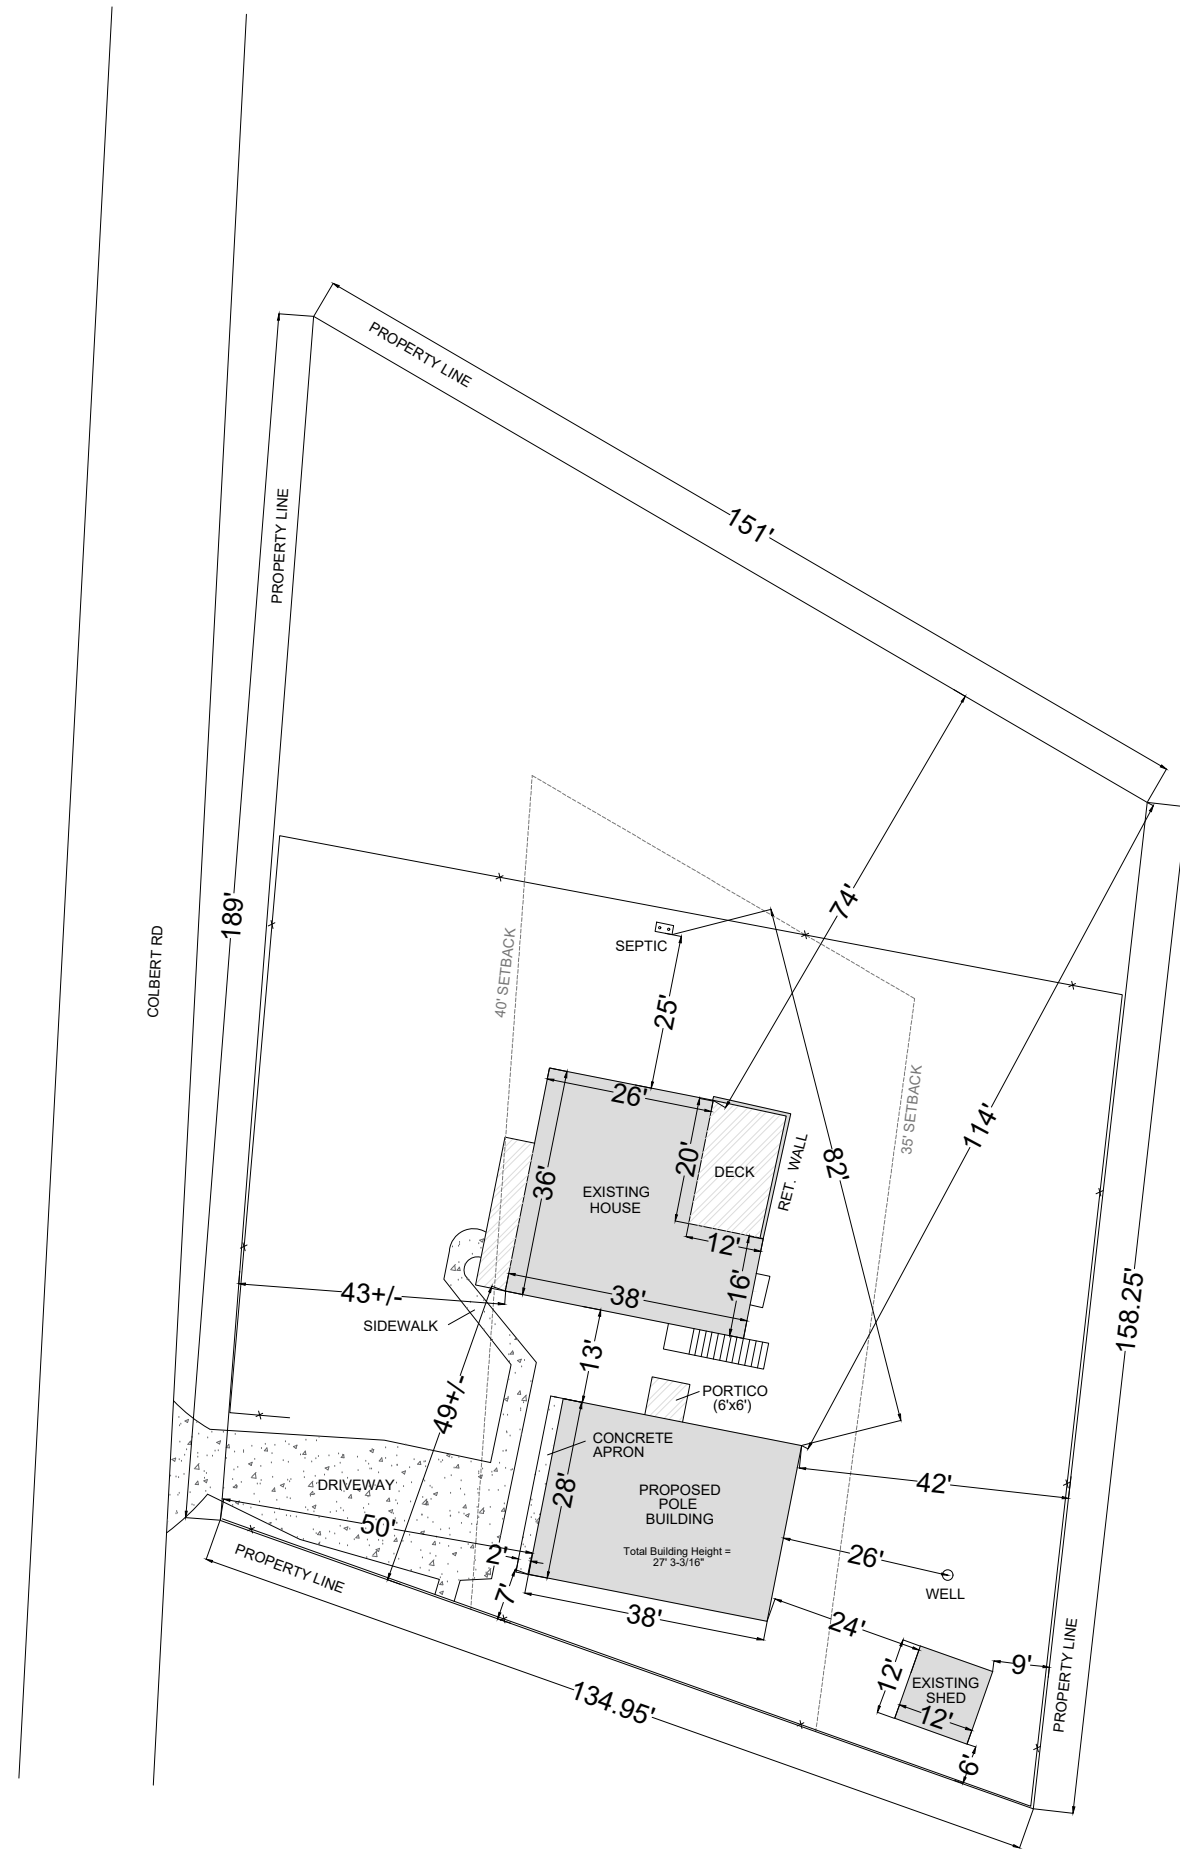 PROPERTY LINE
151'
PROPERTY LINE
189'
COLBERT RD
40' SETBACK
SEPTIC
25'
74'
35' SETBACK
114'
82'
26'
36'
EXISTING
HOUSE
20'
DECK
RET. WALL
12'
16'
38'
43+/-
SIDEWALK
13'
49+/-
PORTICO
(6'x6')
158.25'
CONCRETE
APRON
28'
PROPOSED
POLE
BUILDING
Total Building Height =
27' 3-3/16"
42'
DRIVEWAY
50'
2'
7'
26'
WELL
38'
24'
PROPERTY LINE
134.95'
12'
EXISTING
SHED
12'
9'
6'
PROPERTY LINE